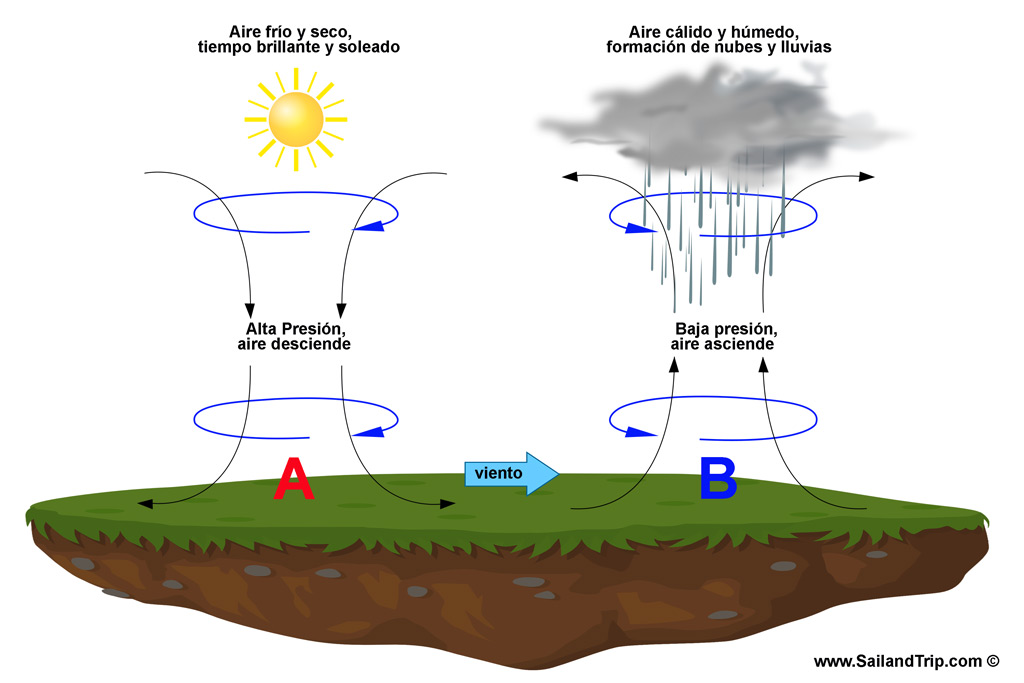 Aire frío y seco,
tiempo brillante y soleado
Aire cálido y húmedo,
formación de nubes y lluvias
Alta Presión,
aire desciende
Baja presión,
aire asciende
A
viento
B
www.SailandTrip.com ©